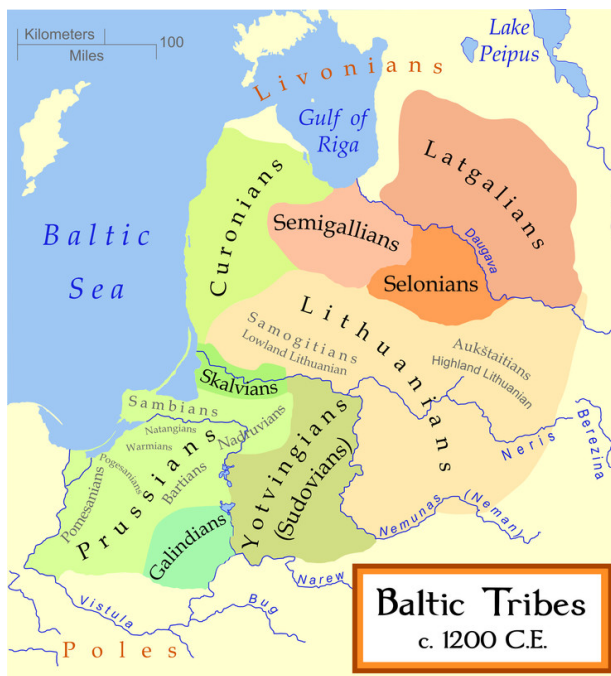 Kilometers
100
Miles
Lake
Peipus
Livonians
Gulf of
Riga
Latgalians
Curonians
Baltic
Sea
Semigallians
Daugava
Selonians
Lithuanians
Samogitians
Lowland Lithuanian
Aukštaitians
Highland Lithuanian
Skalvians
Sambians
Natangians
Nadruvians
Warmians
Pogesanians
Bartians
Pomesanians
Prussians
Yotvingians
(Sudovians)
Galindians
Neris
Berezina
Nemunas (Neman)
Narew
Bug
Vistula
Poles
Baltic Tribes
c. 1200 C.E.